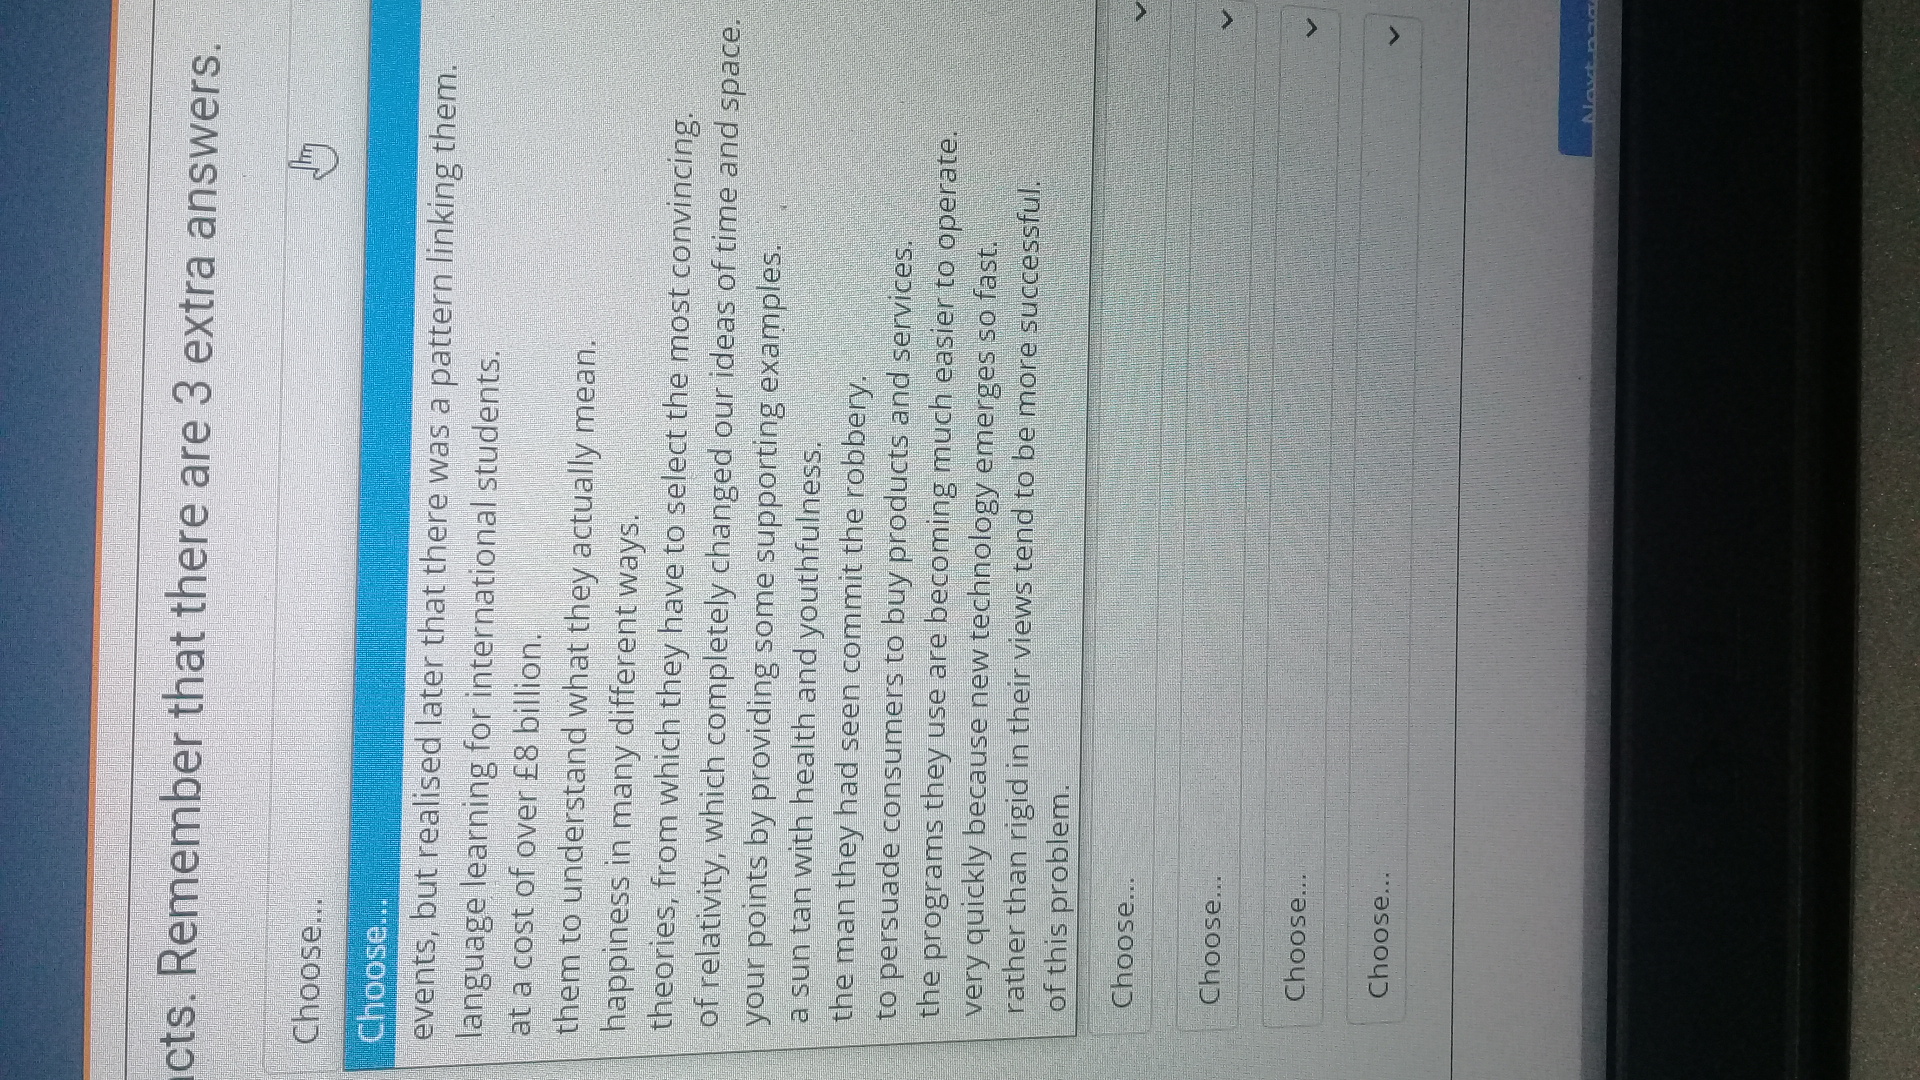 cts. Remember that there are 3 extra answers.
Choose...
Choose...
events, but realised later that there was a pattern linking them.
language learning for international students.
at a cost of over £8 billion.
them to understand what they actually mean.
happiness in many different ways.
theories, from which they have to select the most convincing.
of relativity, which completely changed our ideas of time and space.
your points by providing some supporting examples.
a sun tan with health and youthfulness.
the man they had seen commit the robbery.
to persuade consumers to buy products and services.
the programs they use are becoming much easier to operate.
very quickly because new technology emerges so fast.
rather than rigid in their views tend to be more successful.
of this problem.
Choose...
Choose...
Choose...
Choose...
Next pag